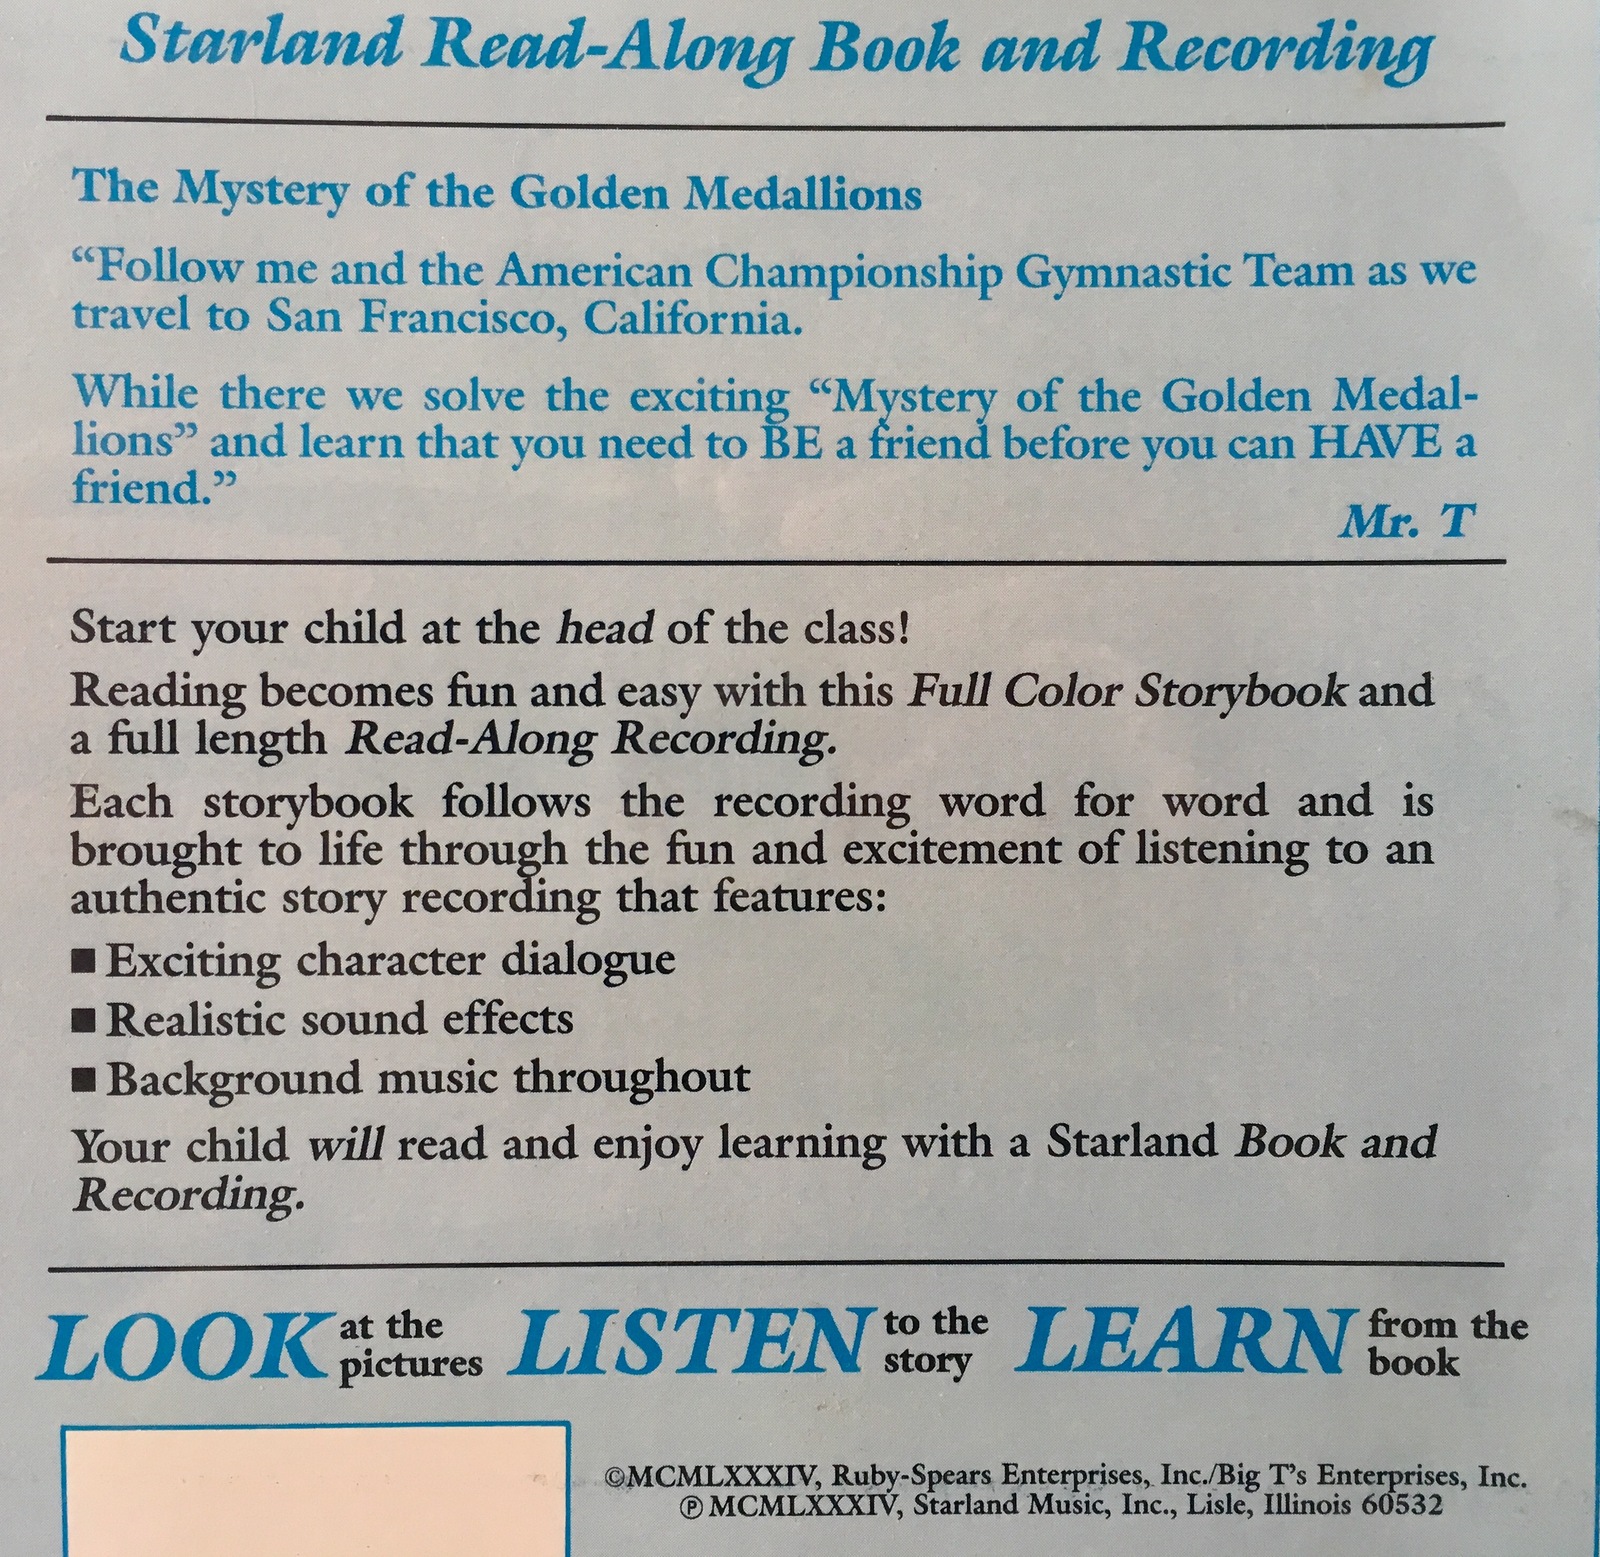 Starland Read-Along Book and Recording
The Mystery of the Golden Medallions
“Follow me and the American Championship Gymnastic Team as we
travel to San Francisco, California.
While there we solve the exciting “Mystery of the Golden Medal-
lions” and learn that you need to BE a friend before you can HAVE a
friend.”
Mr. T
Start your child at the head of the class!
Reading becomes fun and easy with this Full Color Storybook and
a full length Read-Along Recording.
Each storybook follows the recording word for word and is
brought to life through the fun and excitement of listening to an
authentic story recording that features:
■ Exciting character dialogue
■ Realistic sound effects
■ Background music throughout
Your child will read and enjoy learning with a Starland Book and
Recording.
LOOK at the pictures LISTEN to the story LEARN from the book
©MCMLXXXIV, Ruby-Spears Enterprises, Inc./Big T's Enterprises, Inc.
℗ MCMLXXXIV, Starland Music, Inc., Lisle, Illinois 60532